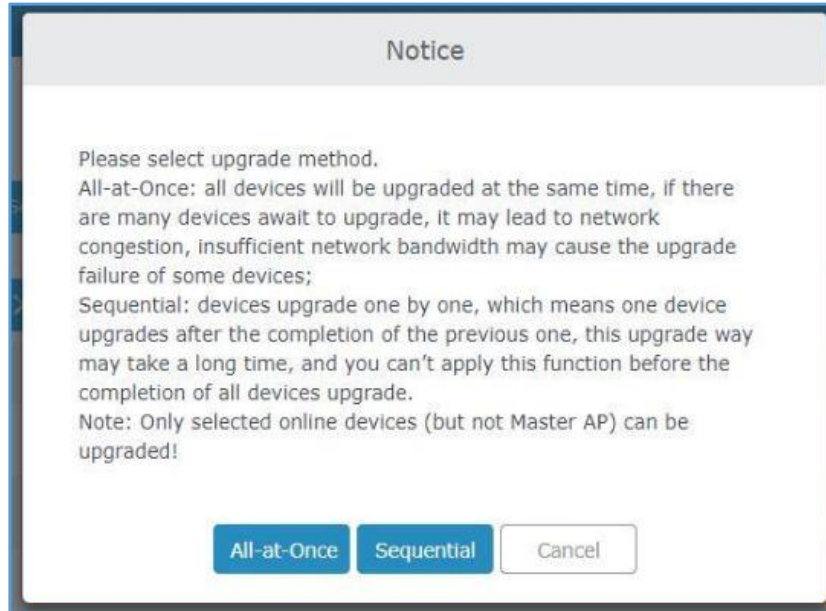 Notice
Please select upgrade method.
All-at-Once: all devices will be upgraded at the same time, if there
are many devices await to upgrade, it may lead to network
congestion, insufficient network bandwidth may cause the upgrade
failure of some devices;
Sequential: devices upgrade one by one, which means one device
upgrades after the completion of the previous one, this upgrade way
may take a long time, and you can’t apply this function before the
completion of all devices upgrade.
Note: Only selected online devices (but not Master AP) can be
upgraded!
All-at-Once Sequential Cancel